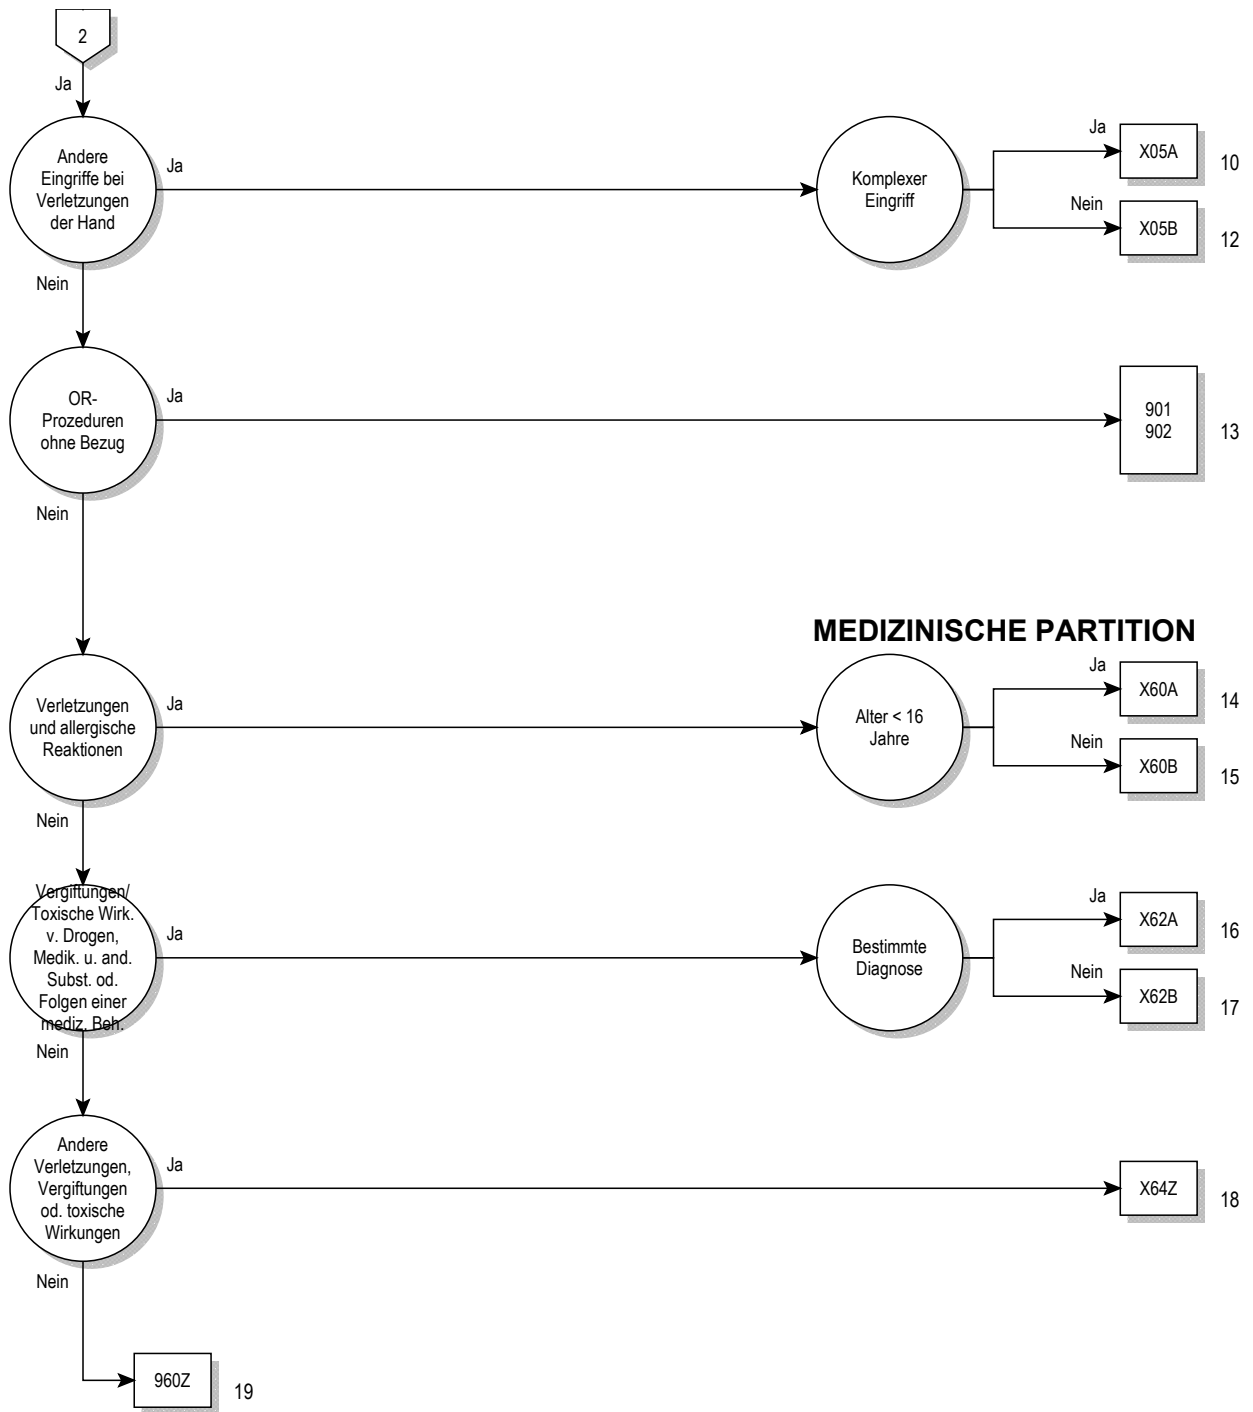 2
Ja
Andere
Eingriffe bei
Verletzungen
der Hand
Ja
Komplexer
Eingriff
Ja
X05A
10
Nein
X05B
12
Nein
OR-
Prozeduren
ohne Bezug
Ja
901
902
13
Nein
MEDIZINISCHE PARTITION
Verletzungen
und allergische
Reaktionen
Ja
Alter < 16
Jahre
Ja
X60A
14
Nein
X60B
15
Nein
Vergiftungen/
Toxische Wirk.
v. Drogen,
Medik. u. and.
Subst. od.
Folgen einer
mediz. Beh.
Ja
Bestimmte
Diagnose
Ja
X62A
16
Nein
X62B
17
Nein
Andere
Verletzungen,
Vergiftungen
od. toxische
Wirkungen
Ja
X64Z
18
Nein
960Z
19